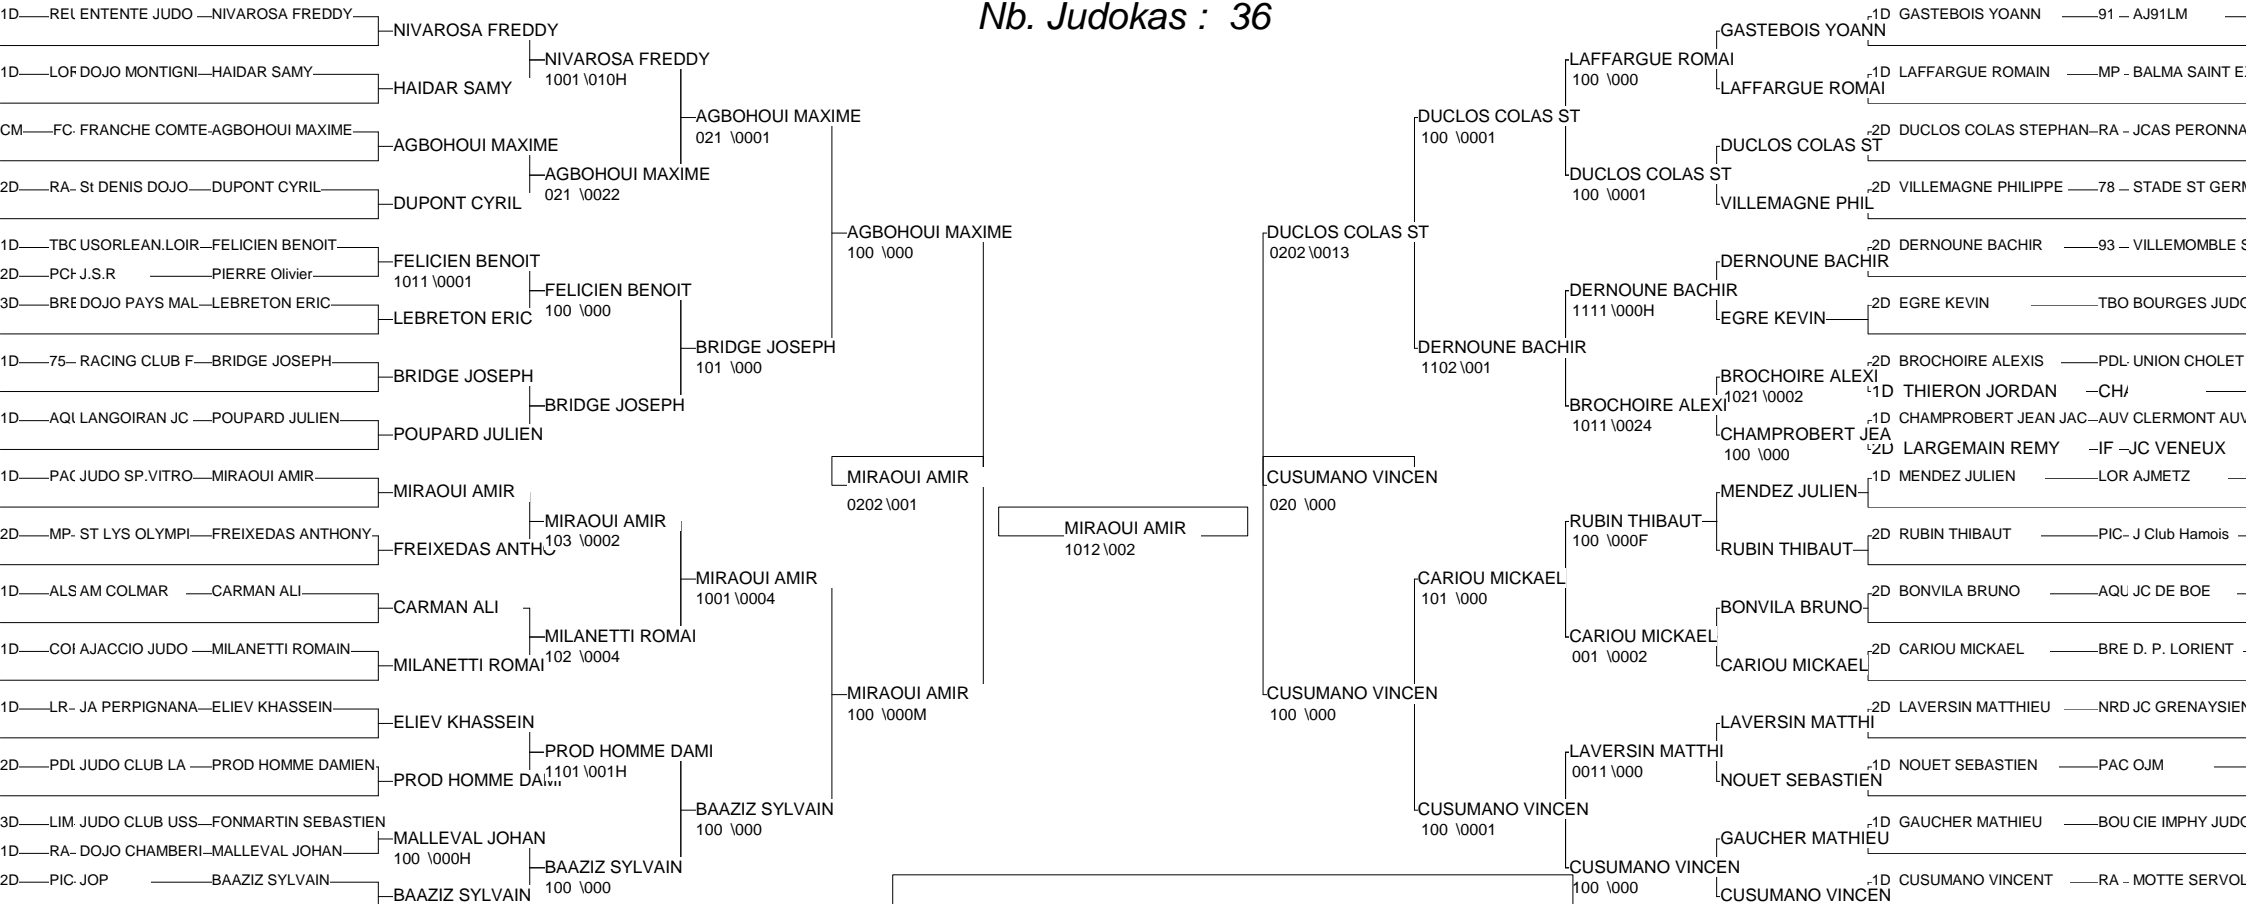 Nb. Judokas : 36
1D REU ENTENTE JUDO NIVAROSA FREDDY
1D LOR DOJO MONTIGNI HAIDAR SAMY
CM FC- FRANCHE COMTE AGBOHOUI MAXIME
2D RA- St DENIS DOJO DUPONT CYRIL
1D TBO USORLEAN.LOIR FELICIEN BENOIT
2D PCH J.S.R PIERRE Olivier
3D BRE DOJO PAYS MAL LEBRETON ERIC
1D 75- RACING CLUB F BRIDGE JOSEPH
1D AQU LANGOIRAN JC POUPARD JULIEN
1D PAC JUDO SP.VITRO MIRAOUI AMIR
2D MP- ST LYS OLYMPI FREIXEDAS ANTHONY
1D ALS AM COLMAR CARMAN ALI
1D COR AJACCIO JUDO MILANETTI ROMAIN
1D LR- JA PERPIGNANA ELIEV KHASSEIN
2D PDL JUDO CLUB LA PROD HOMME DAMIEN
3D LIM JUDO CLUB USS FONMARTIN SEBASTIEN
1D RA- DOJO CHAMBERI MALLEVAL JOHAN
2D PIC- JOP BAAZIZ SYLVAIN
NIVAROSA FREDDY
HAIDAR SAMY
AGBOHOUI MAXIME
DUPONT CYRIL
FELICIEN BENOIT
1011 \0001
LEBRETON ERIC
BRIDGE JOSEPH
POUPARD JULIEN
MIRAOUI AMIR
FREIXEDAS ANTHO
CARMAN ALI
MILANETTI ROMAI
ELIEV KHASSEIN
PROD HOMME DAMI
MALLEVAL JOHAN
100 \000H
BAAZIZ SYLVAIN
NIVAROSA FREDDY
1001 \010H
AGBOHOUI MAXIME
021 \0022
FELICIEN BENOIT
100 \000
BRIDGE JOSEPH
MIRAOUI AMIR
103 \0002
MILANETTI ROMAI
102 \0004
PROD HOMME DAMI
1101 \001H
BAAZIZ SYLVAIN
100 \000
AGBOHOUI MAXIME
021 \0001
BRIDGE JOSEPH
101 \000
MIRAOUI AMIR
1001 \0004
BAAZIZ SYLVAIN
100 \000
AGBOHOUI MAXIME
100 \000
MIRAOUI AMIR
0202 \001
MIRAOUI AMIR
100 \000M
MIRAOUI AMIR
1012 \002
DUCLOS COLAS ST
0202 \0013
CUSUMANO VINCEN
020 \000
CUSUMANO VINCEN
100 \000
DUCLOS COLAS ST
100 \0001
DERNOUNE BACHIR
1102 \001
CARIOU MICKAEL
101 \000
CUSUMANO VINCEN
100 \0001
LAFFARGUE ROMAI
100 \000
DUCLOS COLAS ST
100 \0001
DERNOUNE BACHIR
1111 \000H
BROCHOIRE ALEXI
1011 \0024
RUBIN THIBAUT
100 \000F
CARIOU MICKAEL
001 \0002
LAVERSIN MATTHI
0011 \000
CUSUMANO VINCEN
100 \000
GASTEBOIS YOANN
LAFFARGUE ROMAI
DUCLOS COLAS ST
VILLEMAGNE PHIL
DERNOUNE BACHIR
EGRE KEVIN
BROCHOIRE ALEXI
1021 \0002
CHAMPROBERT JEA
100 \000
MENDEZ JULIEN
RUBIN THIBAUT
BONVILA BRUNO
CARIOU MICKAEL
LAVERSIN MATTHI
NOUET SEBASTIEN
GAUCHER MATHIEU
CUSUMANO VINCEN
1D GASTEBOIS YOANN 91 - AJ91LM
1D LAFFARGUE ROMAIN MP - BALMA SAINT E
2D DUCLOS COLAS STEPHAN RA - JCAS PERONNA
2D VILLEMAGNE PHILIPPE 78 - STADE ST GERM
2D DERNOUNE BACHIR 93 - VILLEMOMBLE S
2D EGRE KEVIN TBO BOURGES JUDO
2D BROCHOIRE ALEXIS PDL- UNION CHOLET
1D THIERON JORDAN CHA
1D CHAMPROBERT JEAN JAC AUV CLERMONT AUV
2D LARGEMAIN REMY IF - JC VENEUX
1D MENDEZ JULIEN LOR AJMETZ
2D RUBIN THIBAUT PIC- J Club Hamois
2D BONVILA BRUNO AQU JC DE BOE
2D CARIOU MICKAEL BRE D. P. LORIENT
2D LAVERSIN MATTHIEU NRD JC GRENAYSIEN
1D NOUET SEBASTIEN PAC OJM
1D GAUCHER MATHIEU BOU CIE IMPHY JUDO
1D CUSUMANO VINCENT RA - MOTTE SERVOL